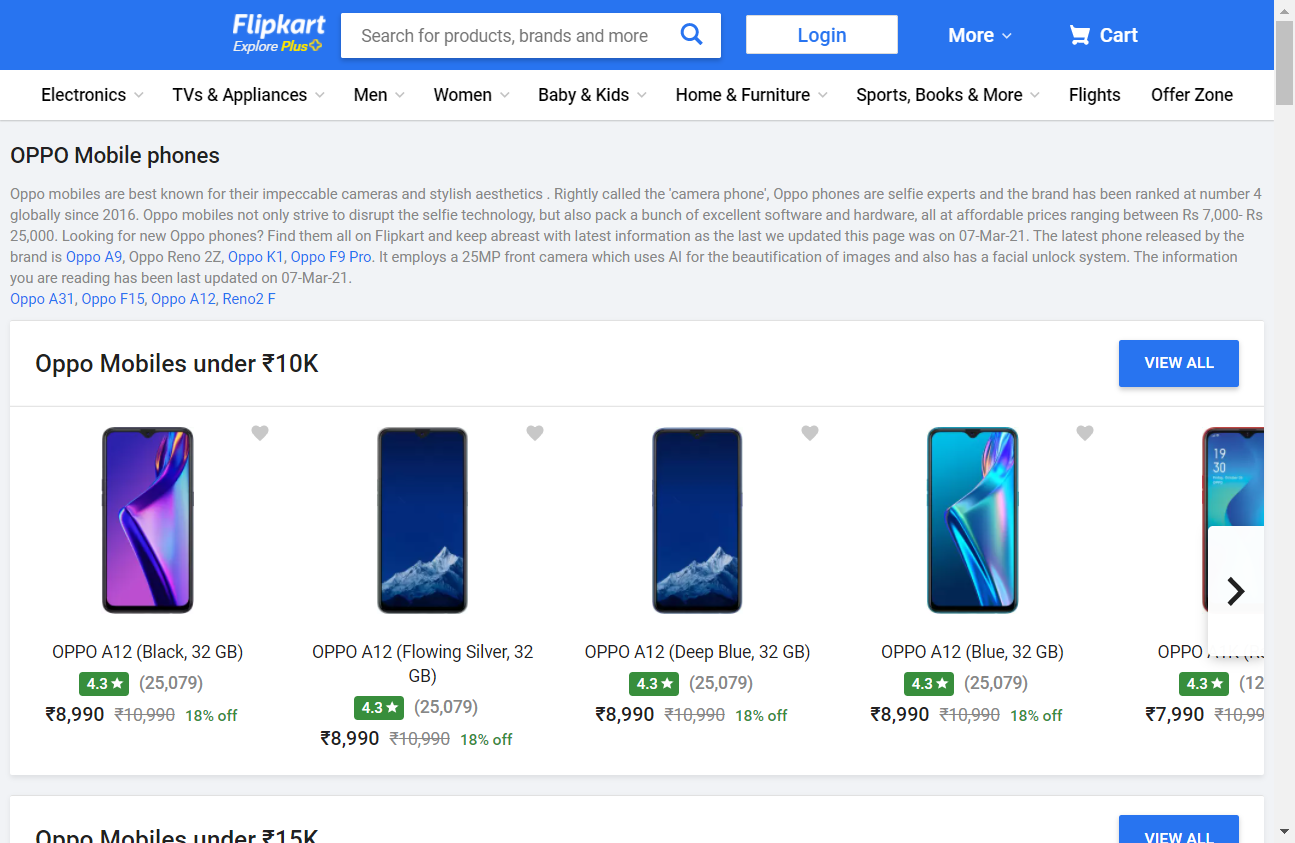 Flipkart
Explore Plus
Search for products, brands and more
Login
More
Cart
Electronics
TVs & Appliances
Men
Women
Baby & Kids
Home & Furniture
Sports, Books & More
Flights
Offer Zone
OPPO Mobile phones
Oppo mobiles are best known for their impeccable cameras and stylish aesthetics . Rightly called the 'camera phone', Oppo phones are selfie experts and the brand has been ranked at number 4
globally since 2016. Oppo mobiles not only strive to disrupt the selfie technology, but also pack a bunch of excellent software and hardware, all at affordable prices ranging between Rs 7,000- Rs
25,000. Looking for new Oppo phones? Find them all on Flipkart and keep abreast with latest information as the last we updated this page was on 07-Mar-21. The latest phone released by the
brand is Oppo A9, Oppo Reno 2Z, Oppo K1, Oppo F9 Pro. It employs a 25MP front camera which uses AI for the beautification of images and also has a facial unlock system. The information
you are reading has been last updated on 07-Mar-21.
Oppo A31, Oppo F15, Oppo A12, Reno2 F
Oppo Mobiles under ₹10K
VIEW ALL
OPPO A12 (Black, 32 GB)
4.3 ★ (25,079)
₹8,990 ₹10,990 18% off
OPPO A12 (Flowing Silver, 32
GB)
4.3 ★ (25,079)
₹8,990 ₹10,990 18% off
OPPO A12 (Deep Blue, 32 GB)
4.3 ★ (25,079)
₹8,990 ₹10,990 18% off
OPPO A12 (Blue, 32 GB)
4.3 ★ (25,079)
₹8,990 ₹10,990 18% off
19
30
OPPO
4.3 ★ (12
₹7,990 ₹10,99
Oppo Mobiles under ₹15K
VIEW ALL